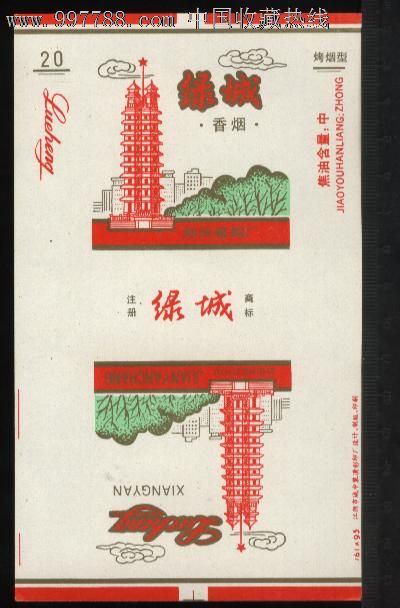 www.997788.com 中国收藏热线
20
烤烟型
Lucheng
绿城
·香烟·
焦油含量:中
JIAOYOUHANLIANG:ZHONG
注册
绿城
商标
JUANYANCHANG
XIANGYAN
Lucheng